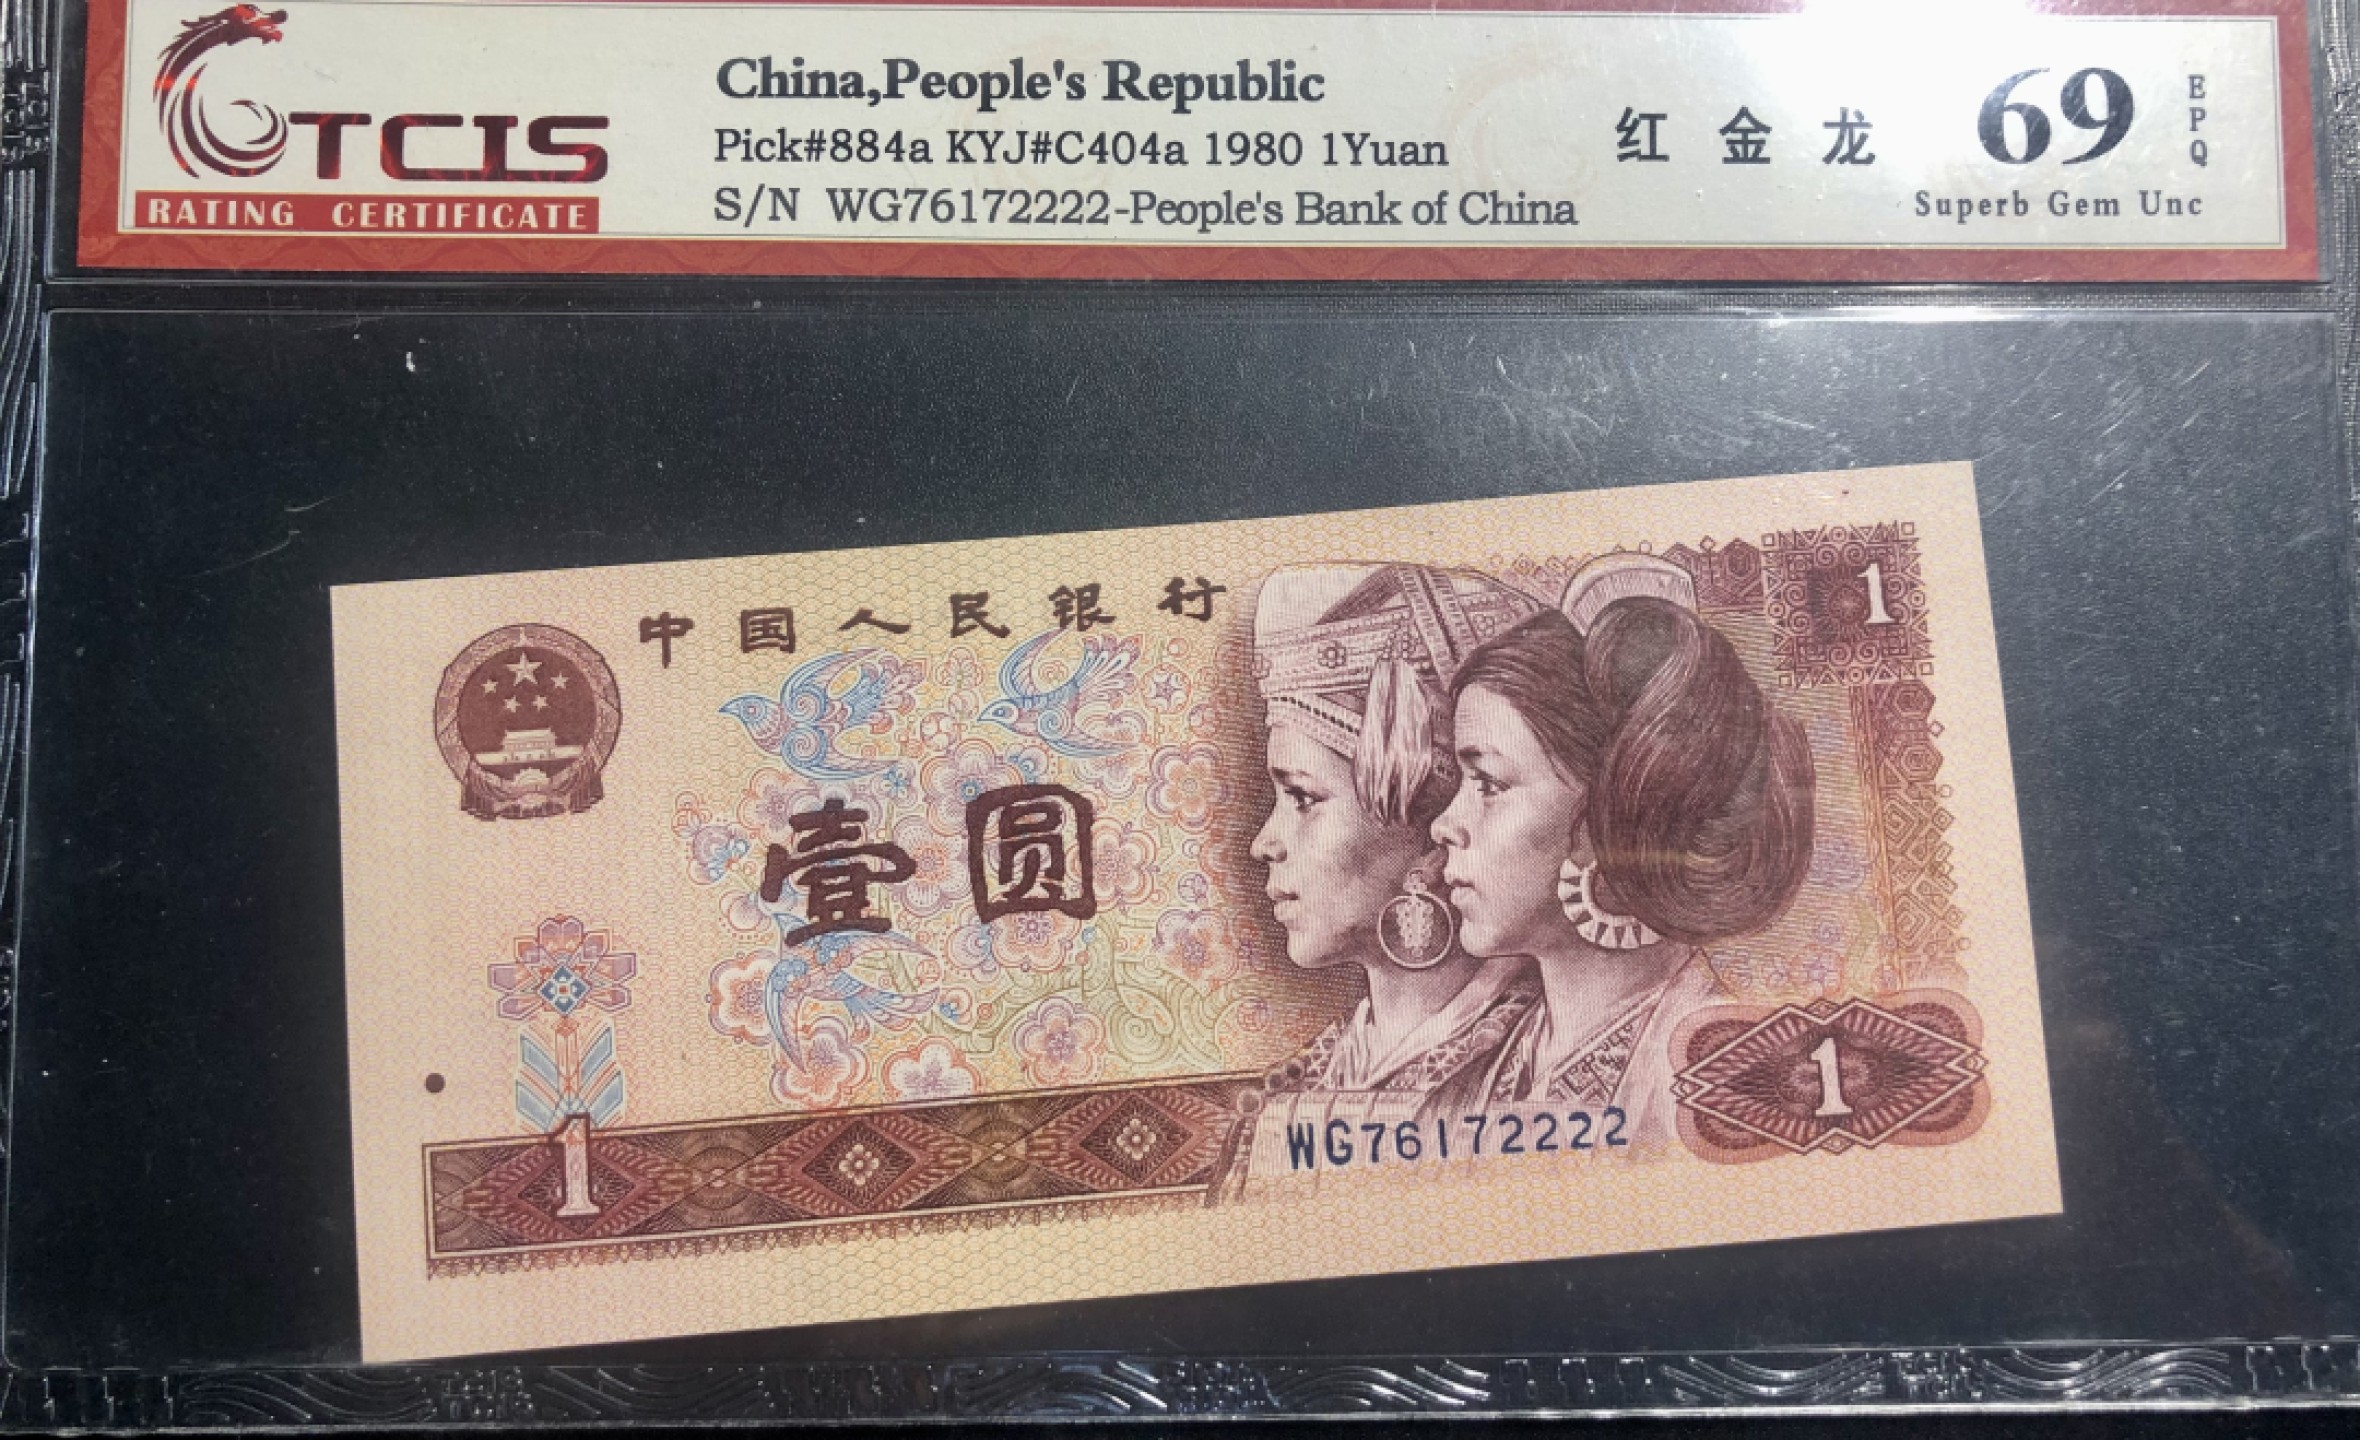 TCIS
RATING CERTIFICATE
China,People's Republic
Pick#884a KYJ#C404a 1980 1Yuan
S/N WG76172222-People's Bank of China
红金龙
69
EPQ
Superb Gem Unc
中国人民银行
1
壹圆
1
WG76172222
1